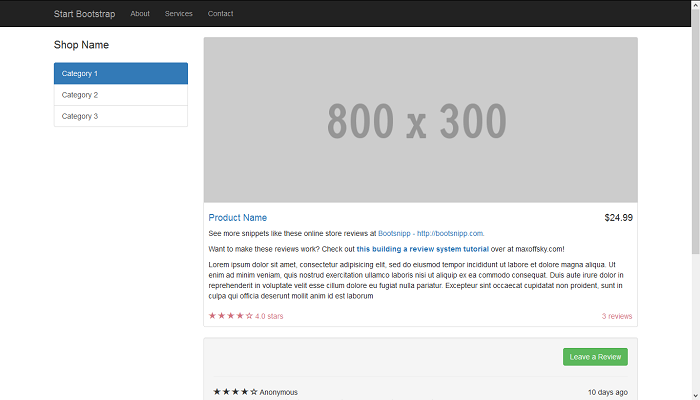 Start Bootstrap About Services Contact
Shop Name
Category 1
Category 2
Category 3
800 x 300
Product Name $24.99
See more snippets like these online store reviews at Bootsnipp - http://bootsnipp.com.
Want to make these reviews work? Check out this building a review system tutorial over at maxoffsky.com!
Lorem ipsum dolor sit amet, consectetur adipisicing elit, sed do eiusmod tempor incididunt ut labore et dolore magna aliqua. Ut
enim ad minim veniam, quis nostrud exercitation ullamco laboris nisi ut aliquip ex ea commodo consequat. Duis aute irure dolor in
reprehenderit in voluptate velit esse cillum dolore eu fugiat nulla pariatur. Excepteur sint occaecat cupidatat non proident, sunt in
culpa qui officia deserunt mollit anim id est laborum
★★★★☆ 4.0 stars 3 reviews
Leave a Review
★★★★☆ Anonymous 10 days ago